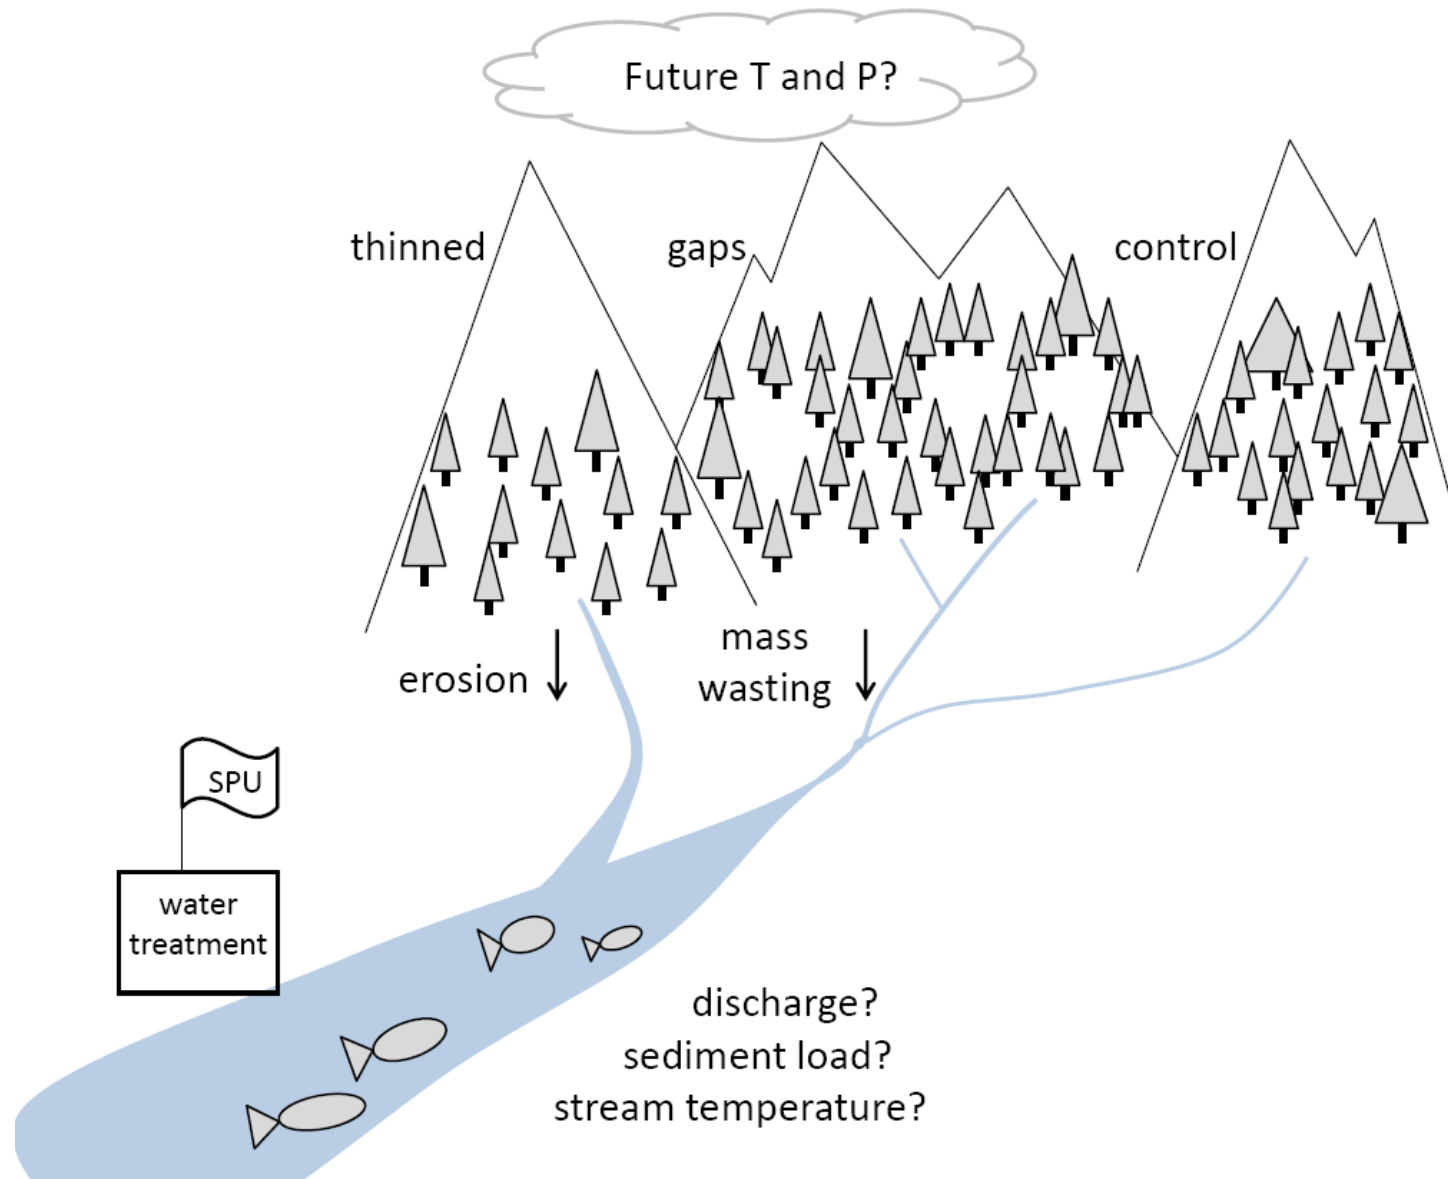 Future T and P?
thinned
gaps
control
erosion
mass
wasting
SPU
water
treatment
discharge?
sediment load?
stream temperature?